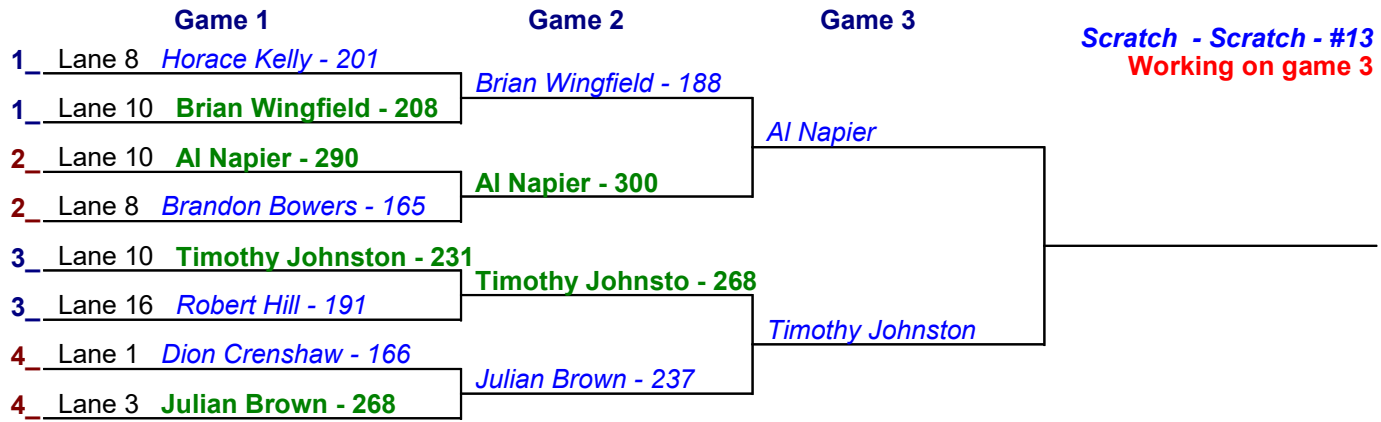 Game 1 Game 2 Game 3
Scratch - Scratch - #13
Working on game 3
1_ Lane 8 Horace Kelly - 201
Brian Wingfield - 188
1_ Lane 10 Brian Wingfield - 208
Al Napier
2_ Lane 10 Al Napier - 290
Al Napier - 300
2_ Lane 8 Brandon Bowers - 165
3_ Lane 10 Timothy Johnston - 231
Timothy Johnsto - 268
3_ Lane 16 Robert Hill - 191
Timothy Johnston
4_ Lane 1 Dion Crenshaw - 166
Julian Brown - 237
4_ Lane 3 Julian Brown - 268